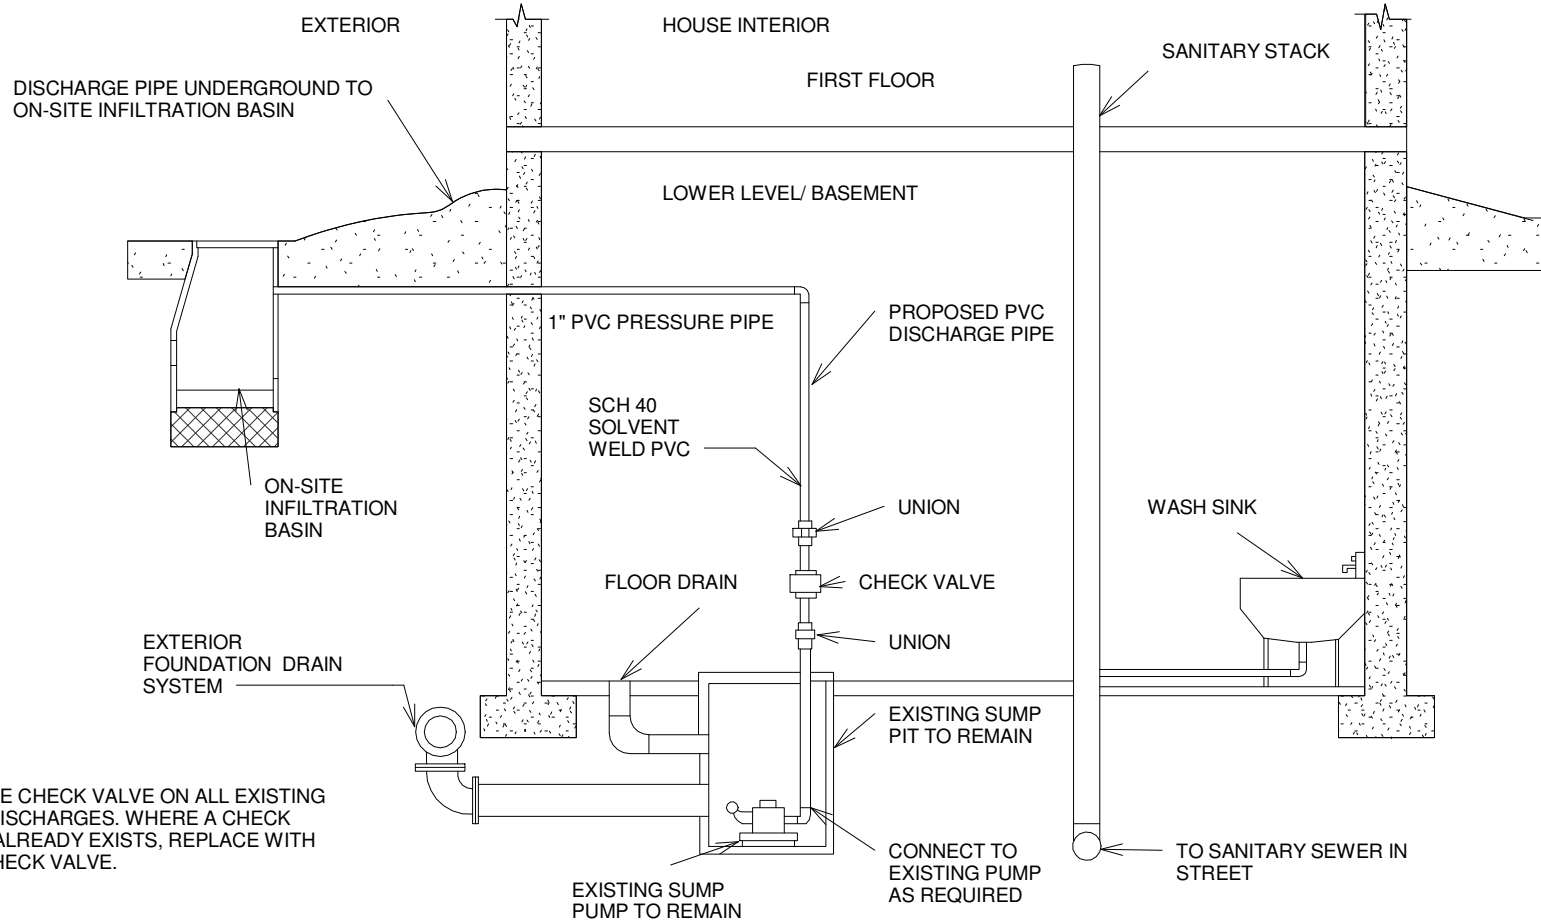 EXTERIOR
HOUSE INTERIOR
SANITARY STACK
FIRST FLOOR
DISCHARGE PIPE UNDERGROUND TO
ON-SITE INFILTRATION BASIN
LOWER LEVEL/ BASEMENT
1" PVC PRESSURE PIPE
PROPOSED PVC
DISCHARGE PIPE
SCH 40
SOLVENT
WELD PVC
ON-SITE
INFILTRATION
BASIN
UNION
WASH SINK
FLOOR DRAIN
CHECK VALVE
UNION
EXTERIOR
FOUNDATION DRAIN
SYSTEM
EXISTING SUMP
PIT TO REMAIN
E CHECK VALVE ON ALL EXISTING
ISCHARGES. WHERE A CHECK
ALREADY EXISTS, REPLACE WITH
HECK VALVE.
CONNECT TO
EXISTING PUMP
AS REQUIRED
TO SANITARY SEWER IN
STREET
EXISTING SUMP
PUMP TO REMAIN